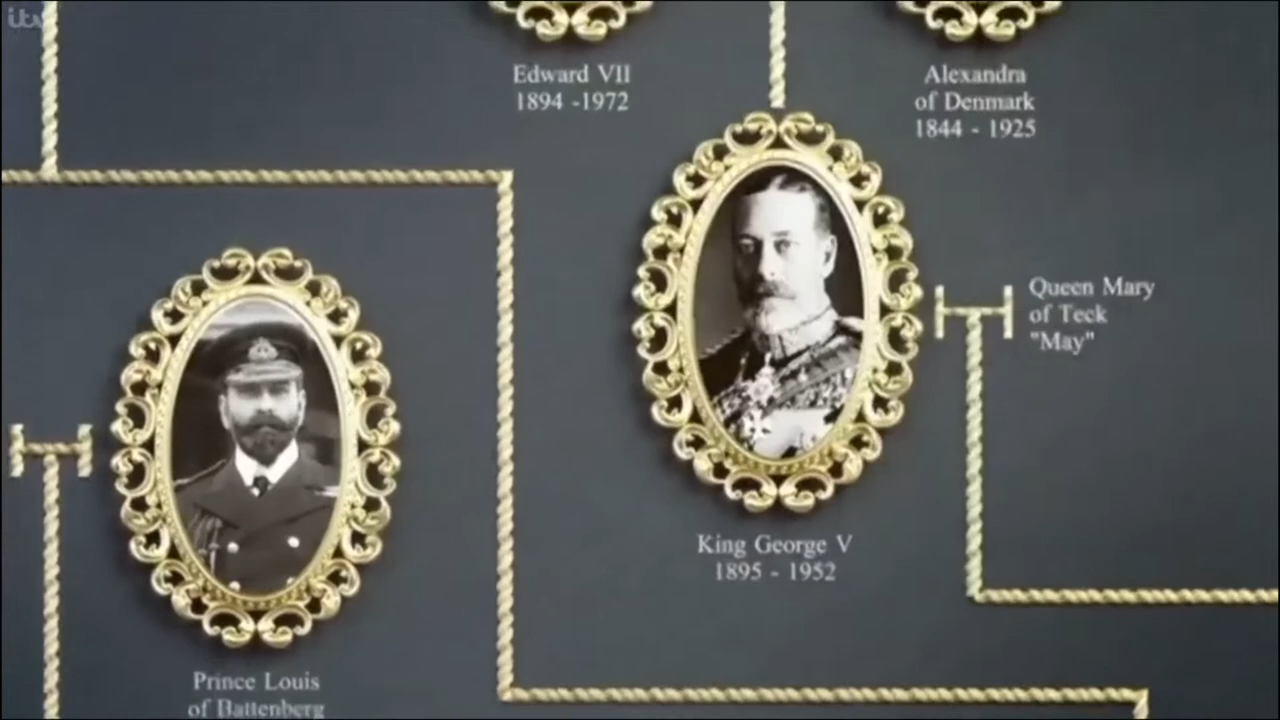 itv
Edward VII
1894 -1972
Alexandra
of Denmark
1844 - 1925
Queen Mary
of Teck
"May"
King George V
1895 - 1952
Prince Louis
of Battenberg